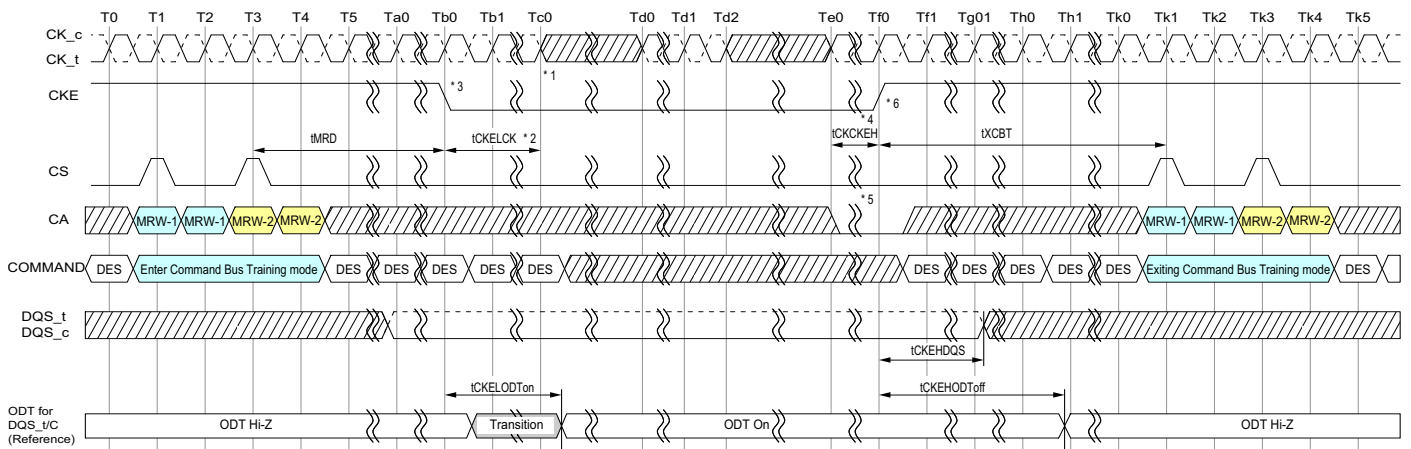 T0 T1 T2 T3 T4 T5 Ta0 Tb0 Tb1 Tc0 Td0 Td1 Td2 Te0 Tf0 Tf1 Tg01 Th0 Th1 Tk0 Tk1 Tk2 Tk3 Tk4 Tk5
CK_c
CK_t
* 1
CKE
* 3
* 4
* 6
tMRD
tCKELCK * 2
tCKCKEH
tXCBT
CS
* 5
CA
MRW-1 MRW-1 MRW-2 MRW-2 MRW-1 MRW-1 MRW-2 MRW-2
COMMAND DES Enter Command Bus Training mode DES DES DES DES DES DES DES DES DES DES Exiting Command Bus Training mode DES
DQS_t
DQS_c
tCKEHDQS
tCKELODTon
tCKEHODToff
ODT for
DQS_t/C
(Reference)
ODT Hi-Z Transition ODT On ODT Hi-Z